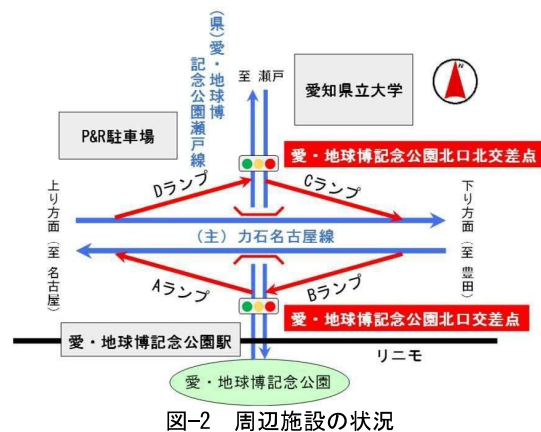 (県)愛・地球博
記念公園瀬戸線
至 瀬戸
愛知県立大学
N
P&R駐車場
愛・地球博記念公園北口北交差点
Dランプ
Cランプ
上り方面(至 名古屋)
(主)力石名古屋線
下り方面(至 豊田)
Aランプ
Bランプ
愛・地球博記念公園北口交差点
愛・地球博記念公園駅
リニモ
愛・地球博記念公園
図-2 周辺施設の状況